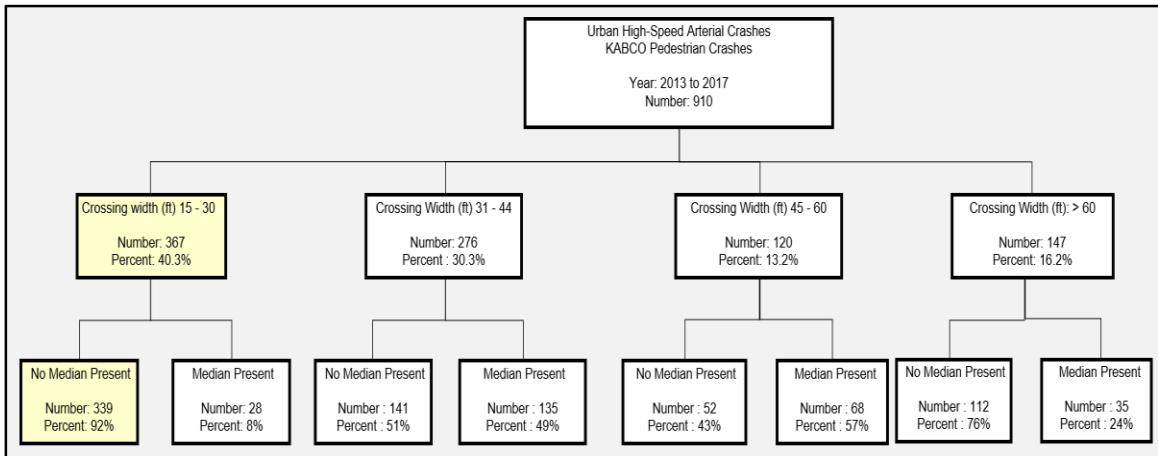 Urban High-Speed Arterial Crashes
KABCO Pedestrian Crashes
Year: 2013 to 2017
Number: 910
Crossing width (ft) 15 - 30
Number: 367
Percent: 40.3%
Crossing Width (ft) 31 - 44
Number: 276
Percent : 30.3%
Crossing Width (ft) 45 - 60
Number: 120
Percent: 13.2%
Crossing Width (ft): > 60
Number: 147
Percent: 16.2%
No Median Present
Number: 339
Percent: 92%
Median Present
Number: 28
Percent: 8%
No Median Present
Number : 141
Percent : 51%
Median Present
Number : 135
Percent : 49%
No Median Present
Number : 52
Percent : 43%
Median Present
Number : 68
Percent : 57%
No Median Present
Number : 112
Percent : 76%
Median Present
Number : 35
Percent : 24%